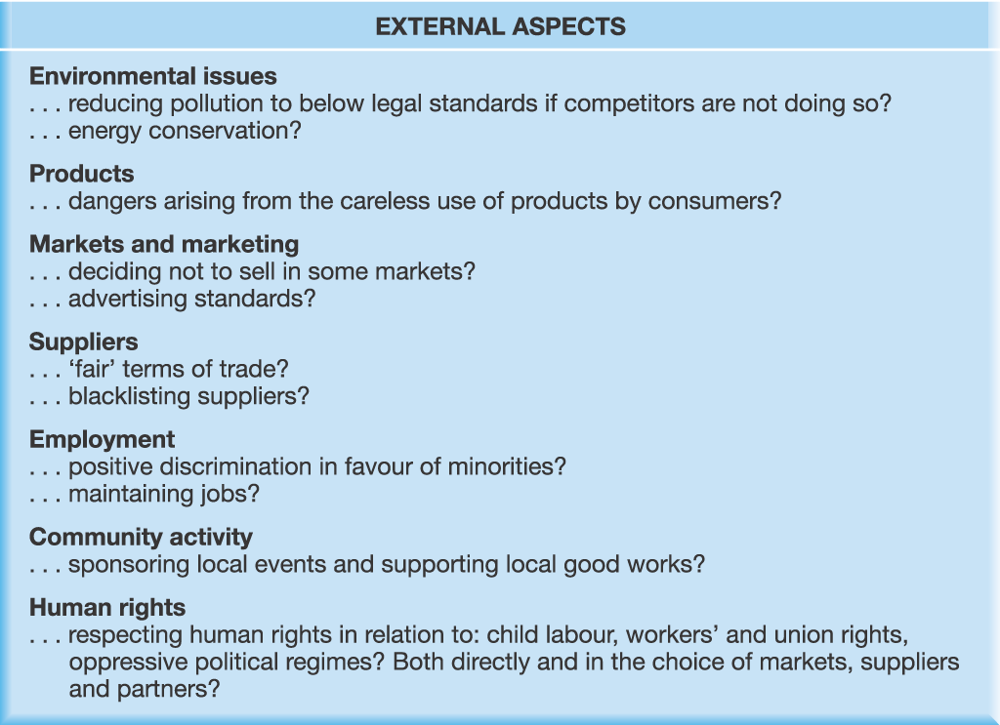 EXTERNAL ASPECTS
Environmental issues
. . . reducing pollution to below legal standards if competitors are not doing so?
. . . energy conservation?
Products
. . . dangers arising from the careless use of products by consumers?
Markets and marketing
. . . deciding not to sell in some markets?
. . . advertising standards?
Suppliers
. . . ‘fair’ terms of trade?
. . . blacklisting suppliers?
Employment
. . . positive discrimination in favour of minorities?
. . . maintaining jobs?
Community activity
. . . sponsoring local events and supporting local good works?
Human rights
. . . respecting human rights in relation to: child labour, workers’ and union rights,
oppressive political regimes? Both directly and in the choice of markets, suppliers
and partners?